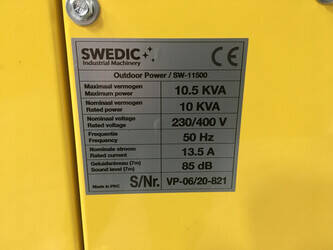 SWEDIC
Industrial Machinery
CE
Outdoor Power / SW-11500
Maximaal vermogen
Maximum power
10.5 KVA
Nominaal vermogen
Rated power
10 KVA
Nominaal voltage
Rated voltage
230/400 V
Frequentie
Frequency
50 Hz
Nominale stroom
Rated current
13.5 A
Geluidsniveau (7m)
Sound level (7m)
85 dB
Made in PRC
S/Nr.
VP-06/20-821